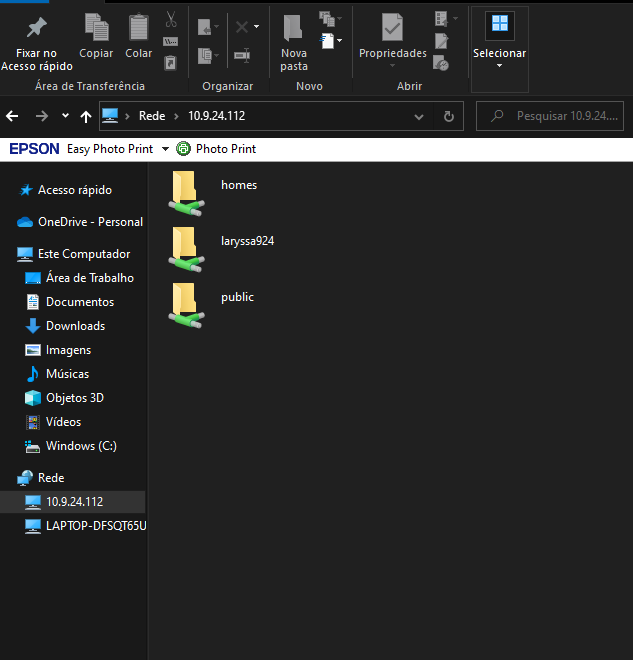 Fixar no
Acesso rápido
Copiar
Colar
Nova
pasta
Propriedades
Selecionar
Área de Transferência
Organizar
Novo
Abrir
Rede
10.9.24.112
Pesquisar 10.9.24....
EPSON Easy Photo Print
Photo Print
Acesso rápido
OneDrive - Personal
Este Computador
Área de Trabalho
Documentos
Downloads
Imagens
Músicas
Objetos 3D
Vídeos
Windows (C:)
Rede
10.9.24.112
LAPTOP-DFSQT65U
homes
laryssa924
public